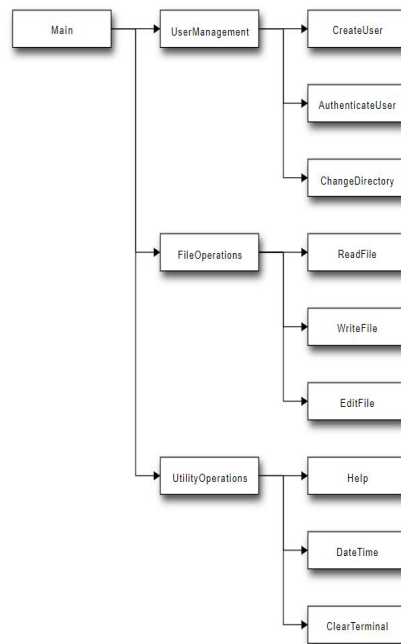 Main
UserManagement
CreateUser
AuthenticateUser
ChangeDirectory
FileOperations
ReadFile
WriteFile
EditFile
UtilityOperations
Help
DateTime
ClearTerminal